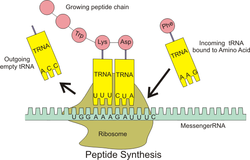 Growing peptide chain
Trp
Lys
Asp
Phe
Outgoing
empty tRNA
TRNA
A C C
TRNA
U U U
TRNA
C U A
TRNA
A A G
Incoming tRNA
bound to Amino Acid
U G G A A A G A U U U C
Ribosome
MessengerRNA
Peptide Synthesis